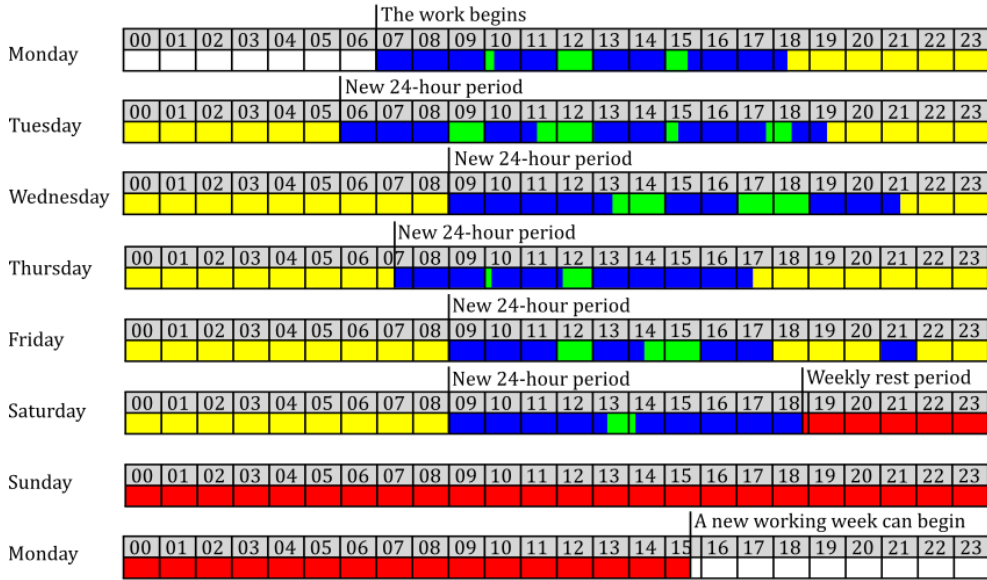 The work begins
Monday 00 01 02 03 04 05 06 07 08 09 10 11 12 13 14 15 16 17 18 19 20 21 22 23
New 24-hour period
Tuesday 00 01 02 03 04 05 06 07 08 09 10 11 12 13 14 15 16 17 18 19 20 21 22 23
New 24-hour period
Wednesday 00 01 02 03 04 05 06 07 08 09 10 11 12 13 14 15 16 17 18 19 20 21 22 23
New 24-hour period
Thursday 00 01 02 03 04 05 06 07 08 09 10 11 12 13 14 15 16 17 18 19 20 21 22 23
New 24-hour period
Friday 00 01 02 03 04 05 06 07 08 09 10 11 12 13 14 15 16 17 18 19 20 21 22 23
New 24-hour period Weekly rest period
Saturday 00 01 02 03 04 05 06 07 08 09 10 11 12 13 14 15 16 17 18 19 20 21 22 23
Sunday 00 01 02 03 04 05 06 07 08 09 10 11 12 13 14 15 16 17 18 19 20 21 22 23
A new working week can begin
Monday 00 01 02 03 04 05 06 07 08 09 10 11 12 13 14 15 16 17 18 19 20 21 22 23